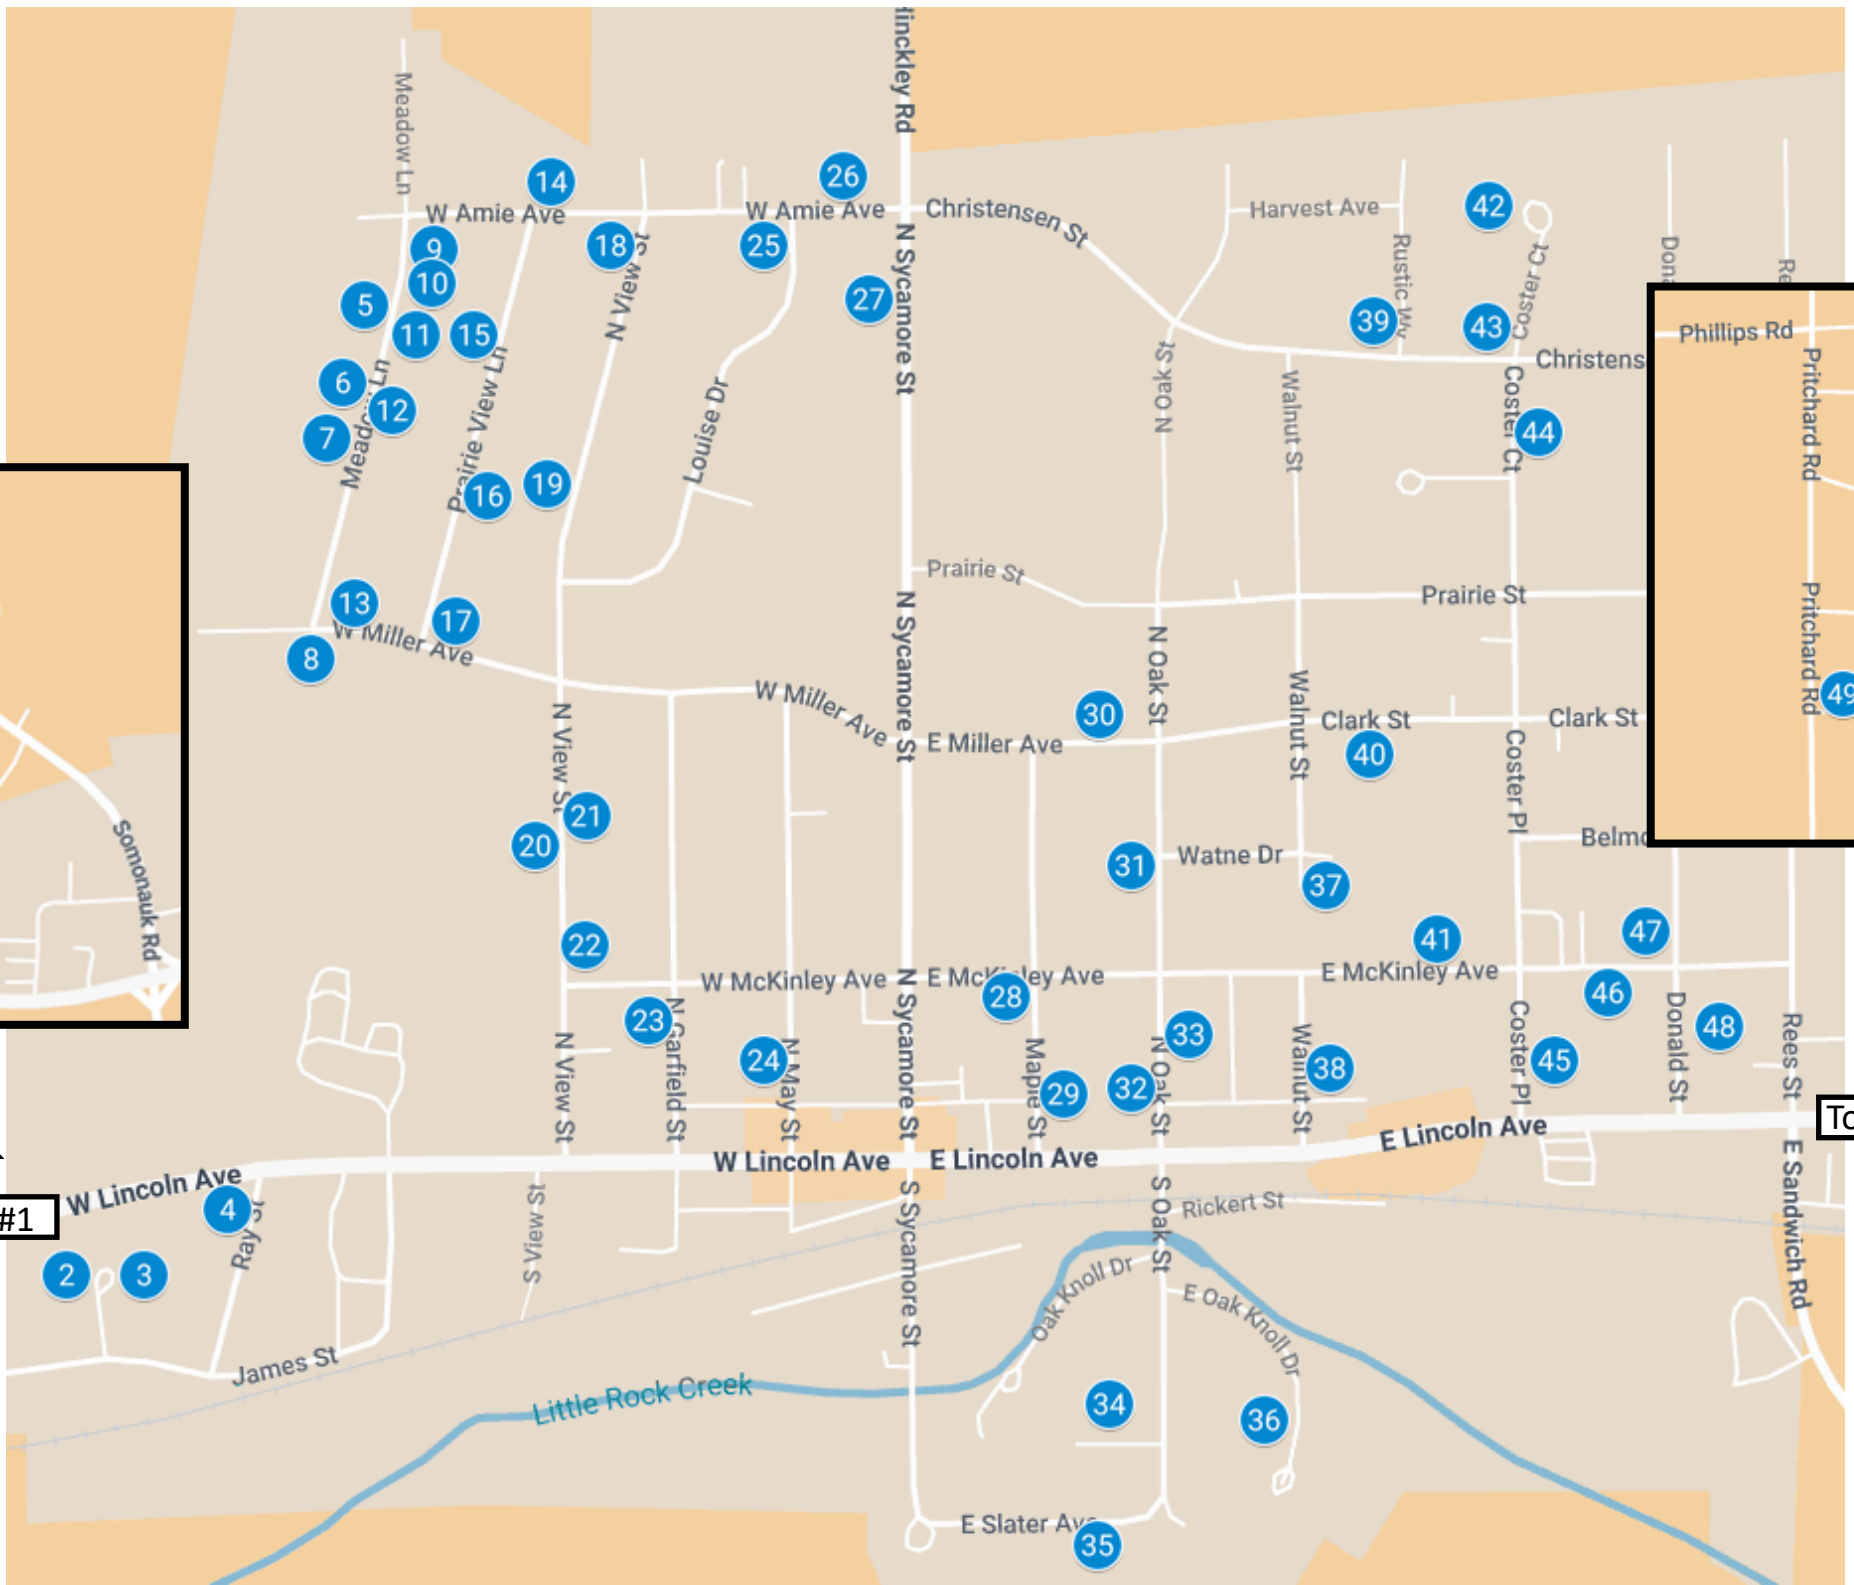 Hinckley Rd
Meadow Ln
14
26
W Amie Ave
W Amie Ave
Christensen St
Harvest Ave
42
9
18
N View St
25
N Sycamore St
Rustic Wy
Coster Ct
Dona
Re
10
5
27
11
15
39
43
Phillips Rd
Christens
N Oak St
Pritchard Rd
6
Meadow Ln
12
Prairie View Ln
Louise Dr
Walnut St
Coster Ct
44
7
16
19
Prairie St
Prairie St
13
17
N Sycamore St
N Oak St
Pritchard Rd
W Miller Ave
8
W Miller Ave
30
Walnut St
49
N View St
E Miller Ave
Clark St
Clark St
40
Coster Pl
21
20
Belmo
Somonauk Rd
31
Watne Dr
37
22
41
47
W McKinley Ave
E McKinley Ave
E McKinley Ave
28
46
23
N Garfield St
N Sycamore St
33
Coster Pl
Donald St
48
Rees St
N View St
24
N May St
Maple St
29
32
N Oak St
Walnut St
38
45
To
W Lincoln Ave
W Lincoln Ave
E Lincoln Ave
E Lincoln Ave
#1
4
Ray St
S View St
S Sycamore St
S Oak St
Rickert St
E Sandwich Rd
2
3
Oak Knoll Dr
E Oak Knoll Dr
James St
Little Rock Creek
34
36
E Slater Ave
35